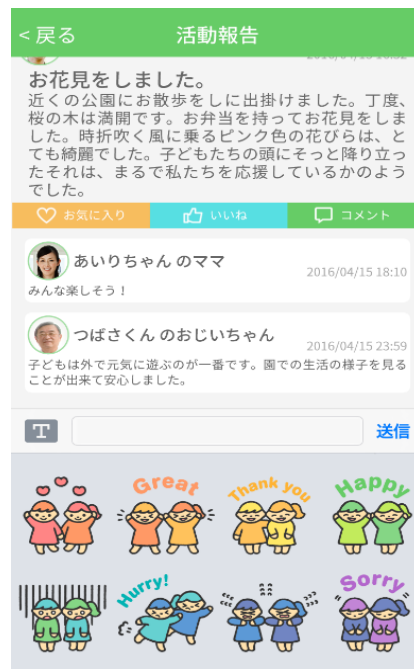 < 戻る 活動報告
お花見をしました。
近くの公園にお散歩をしに出掛けました。丁度、
桜の木は満開です。お弁当を持ってお花見をしま
した。時折吹く風に乗るピンク色の花びらは、と
ても綺麗でした。子どもたちの頭にそっと降り立っ
たそれは、まるで私たちを応援しているかのよう
でした。
お気に入り いいね コメント
あいりちゃん のママ
2016/04/15 18:10
みんな楽しそう！
つばさくん のおじいちゃん
2016/04/15 23:59
子どもは外で元気に遊ぶのが一番です。園での生活の様子を見る
ことが出来て安心しました。
T 送信
Great Thank you Happy
Hurry! Sorry